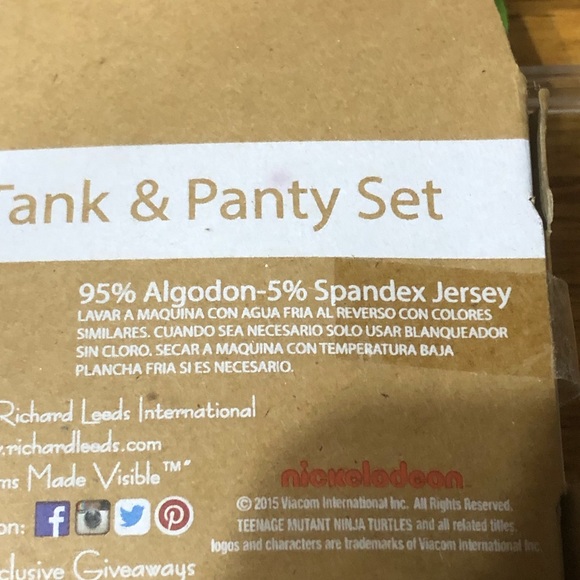 Tank & Panty Set
95% Algodon-5% Spandex Jersey
LAVAR A MAQUINA CON AGUA FRIA AL REVERSO CON COLORES
SIMILARES. CUANDO SEA NECESARIO SOLO USAR BLANQUEADOR
SIN CLORO. SECAR A MAQUINA CON TEMPERATURA BAJA
PLANCHA FRIA SI ES NECESARIO.
Richard Leeds International
.richardleeds.com
ms Made Visible™"
on:
clusive Giveaways
nickelodeon
© 2015 Viacom International Inc. All Rights Reserved.
TEENAGE MUTANT NINJA TURTLES and all related titles,
logos and characters are trademarks of Viacom International Inc.